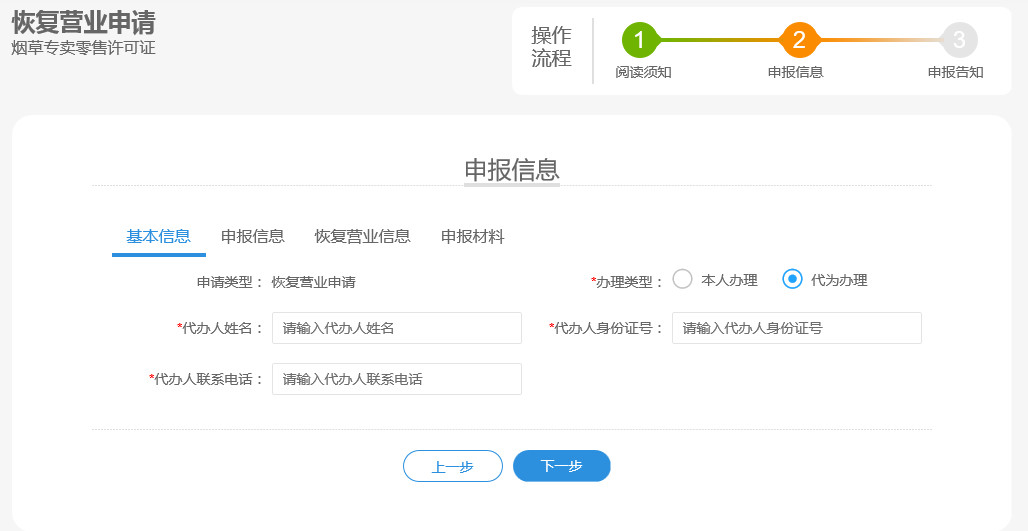 恢复营业申请
烟草专卖零售许可证
操作
流程
1
2
3
阅读须知
申报信息
申报告知
申报信息
基本信息 申报信息 恢复营业信息 申报材料
申请类型： 恢复营业申请 *办理类型： 本人办理 代为办理
*代办人姓名： 请输入代办人姓名 *代办人身份证号： 请输入代办人身份证号
*代办人联系电话： 请输入代办人联系电话
上一步 下一步